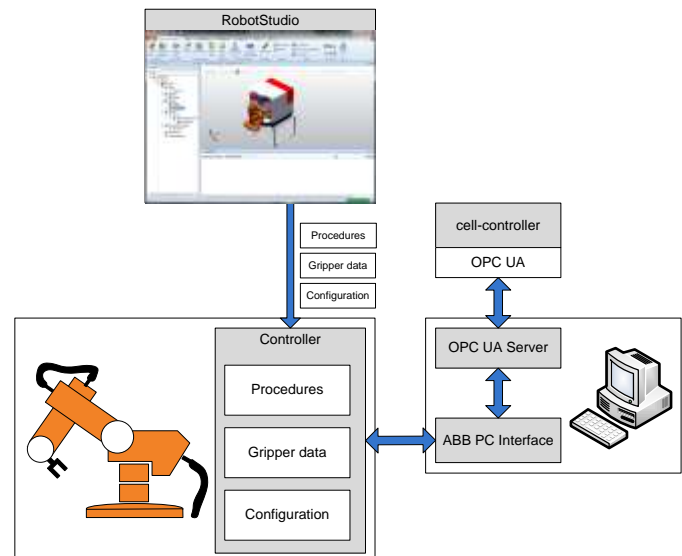 RobotStudio
Procedures
Gripper data
Configuration
cell-controller
OPC UA
Controller
Procedures
Gripper data
Configuration
OPC UA Server
ABB PC Interface